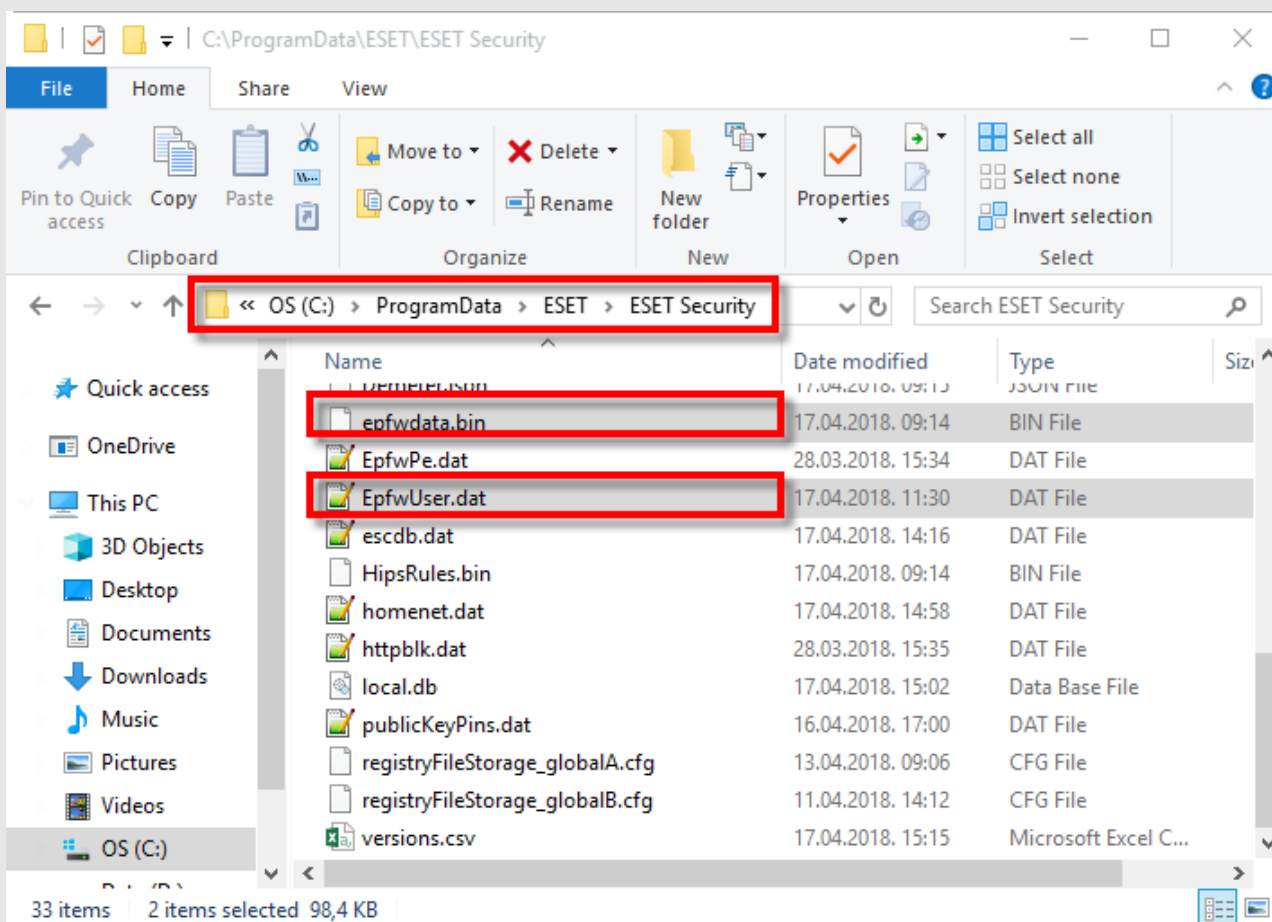 C:\ProgramData\ESET\ESET Security
File Home Share View
Pin to Quick access
Copy
Paste
Move to
Copy to
Delete
Rename
New folder
Properties
Select all
Select none
Invert selection
Clipboard Organize New Open Select
« OS (C:) › ProgramData › ESET › ESET Security
Search ESET Security
Quick access
OneDrive
This PC
3D Objects
Desktop
Documents
Downloads
Music
Pictures
Videos
OS (C:)
Name Date modified Type
epfwdata.bin 17.04.2018. 09:14 BIN File
EpfwPe.dat 28.03.2018. 15:34 DAT File
EpfwUser.dat 17.04.2018. 11:30 DAT File
escdb.dat 17.04.2018. 14:16 DAT File
HipsRules.bin 17.04.2018. 09:14 BIN File
homenet.dat 17.04.2018. 14:58 DAT File
httpblk.dat 28.03.2018. 15:35 DAT File
local.db 17.04.2018. 15:02 Data Base File
publicKeyPins.dat 16.04.2018. 17:00 DAT File
registryFileStorage_globalA.cfg 13.04.2018. 09:06 CFG File
registryFileStorage_globalB.cfg 11.04.2018. 14:12 CFG File
versions.csv 17.04.2018. 15:15 Microsoft Excel C...
33 items 2 items selected 98,4 KB